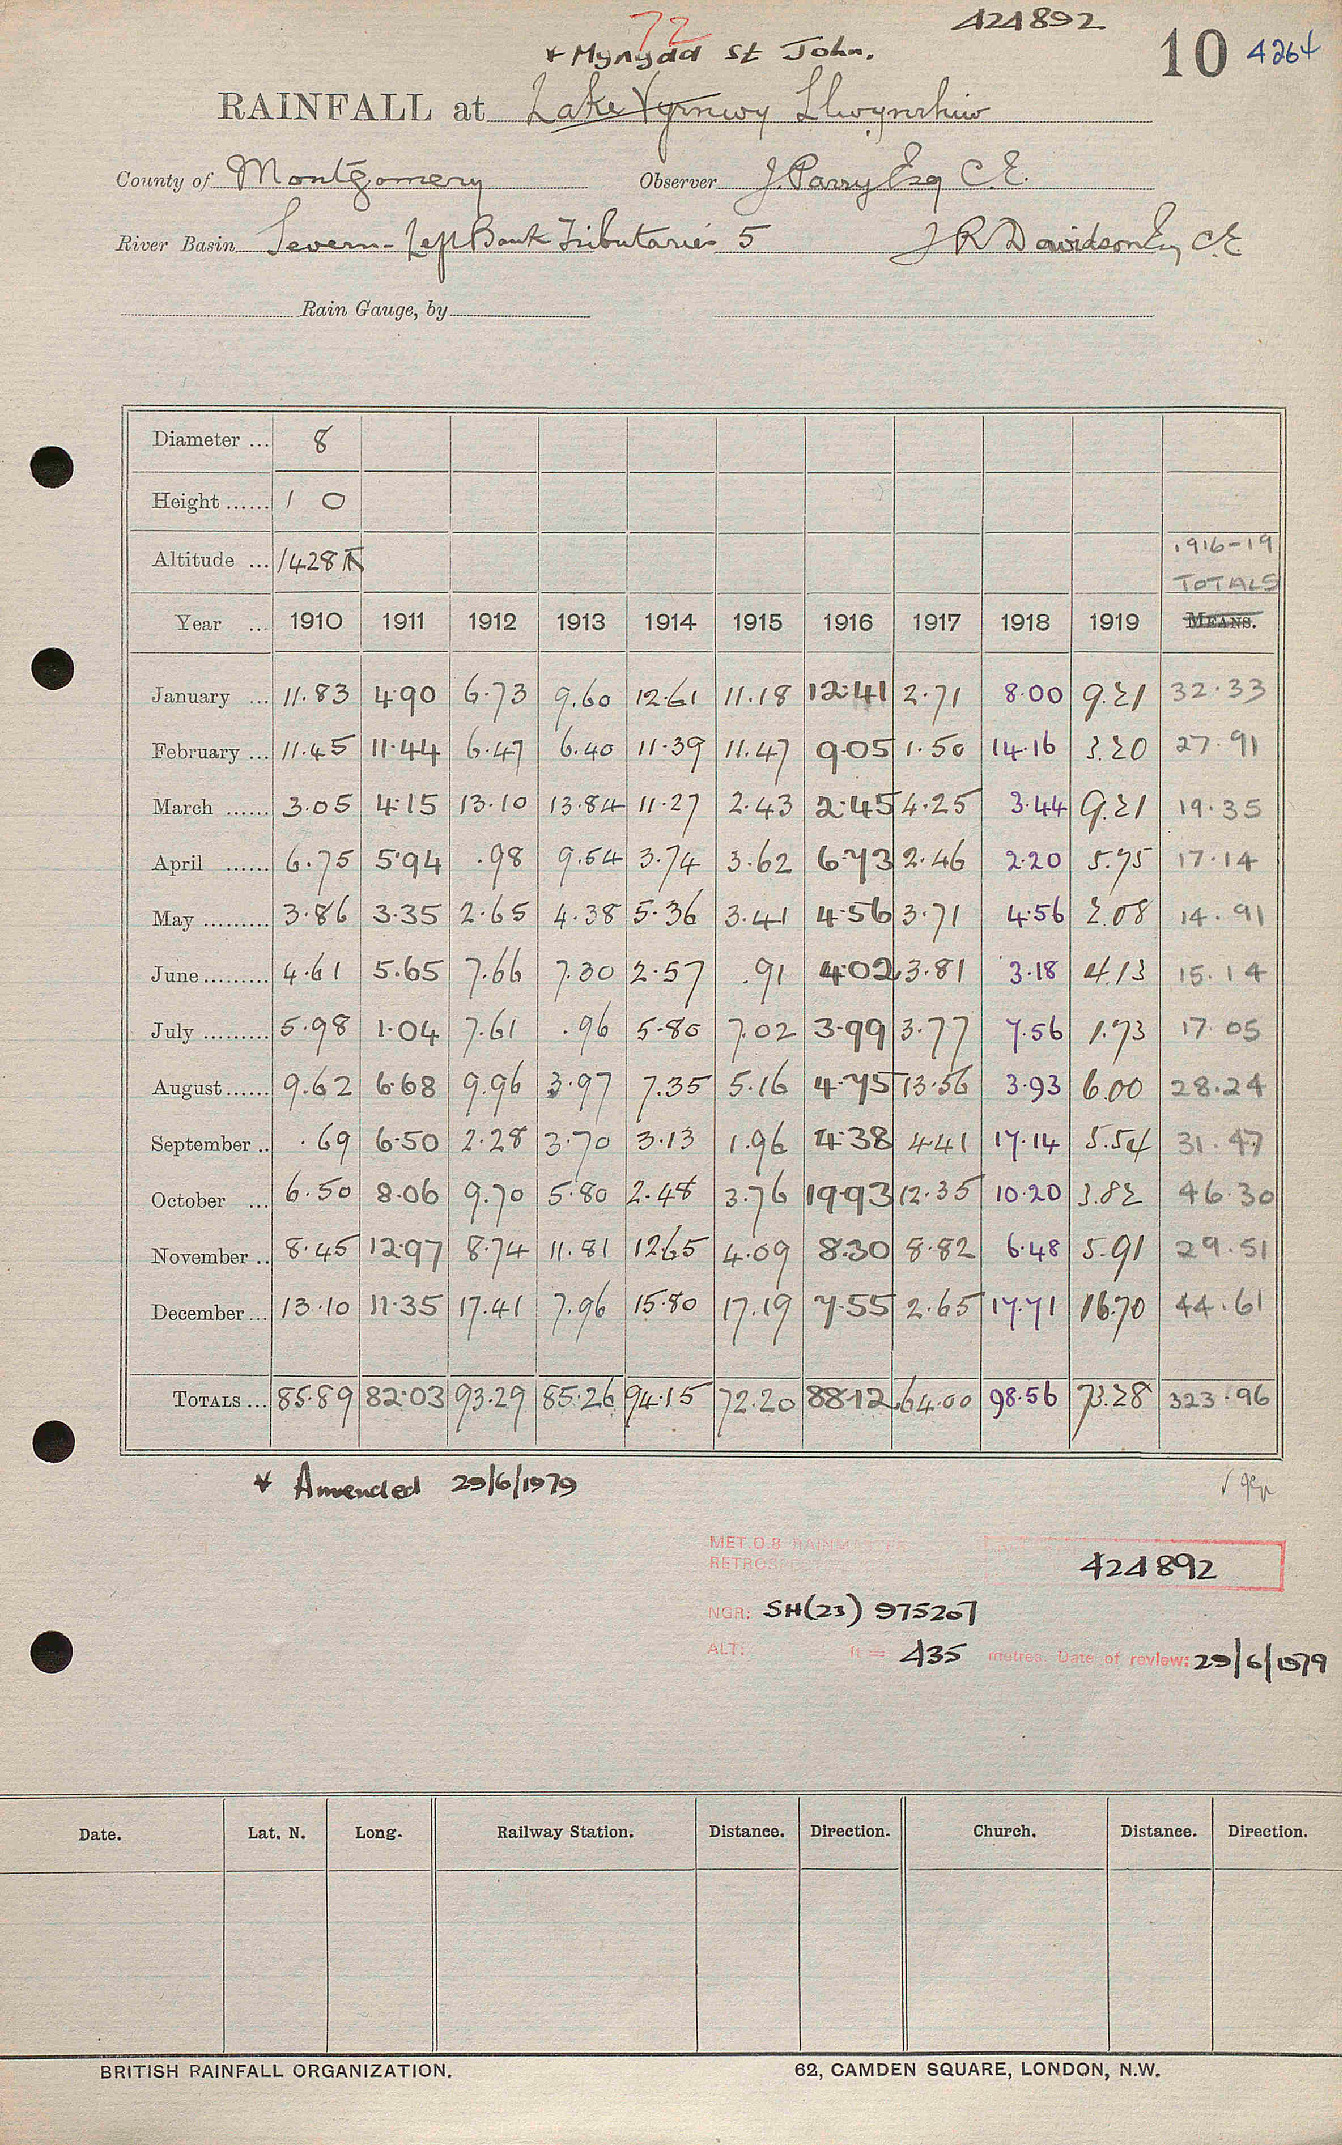 72
424892
* Mynydd St John.
10 4264
RAINFALL at Lake Vyrnwy Llwynrhiw
County of Montgomery Observer J. Parry Esq C.E.
River Basin Severn - Left Bank Tributaries 5 J R Davidson Esq C.E
Rain Gauge, by
Diameter ... 8
Height ...... 1 0
Altitude ... 1428 ft 1916-19
TOTALS
Year ... 1910 1911 1912 1913 1914 1915 1916 1917 1918 1919 MEANS.
January ... 11.83 4.90 6.73 9.60 12.61 11.18 12.41 2.71 8.00 9.21 32.33
February ... 11.45 11.44 6.47 6.40 11.39 11.47 9.05 1.50 14.16 3.20 27.91
March ...... 3.05 4.15 13.10 13.84 11.27 2.43 2.45 4.25 3.44 9.21 19.35
April ...... 6.75 5.94 .98 9.54 3.74 3.62 6.73 2.46 2.20 5.75 17.14
May ......... 3.86 3.35 2.65 4.38 5.36 3.41 4.56 3.71 4.56 2.08 14.91
June ......... 4.61 5.65 7.66 7.30 2.57 .91 4.02 3.81 3.18 4.13 15.14
July ......... 5.98 1.04 7.61 .96 5.80 7.02 3.99 3.77 7.56 1.73 17.05
August ...... 9.62 6.68 9.96 3.97 7.35 5.16 4.75 13.56 3.93 6.00 28.24
September .. .69 6.50 2.28 3.70 3.13 1.96 4.38 4.41 17.14 5.54 31.47
October ... 6.50 8.06 9.70 5.80 2.48 3.76 19.93 12.35 10.20 3.82 46.30
November .. 8.45 12.97 8.74 11.81 12.65 4.09 8.30 8.82 6.48 5.91 29.51
December ... 13.10 11.35 17.41 7.96 15.80 17.19 7.55 2.65 17.71 16.70 44.61
TOTALS ... 85.89 82.03 93.29 85.26 94.15 72.20 88.12 64.00 98.56 73.28 323.96
* Amended 29/6/1979
MET.O.8 RAINMASTER
424892
NGR: SH(23) 975207
ALT: ft = 435 metres. Date of review: 29/6/1979
Date. Lat. N. Long. Railway Station. Distance. Direction. Church. Distance. Direction.
BRITISH RAINFALL ORGANIZATION. 62, CAMDEN SQUARE, LONDON, N.W.